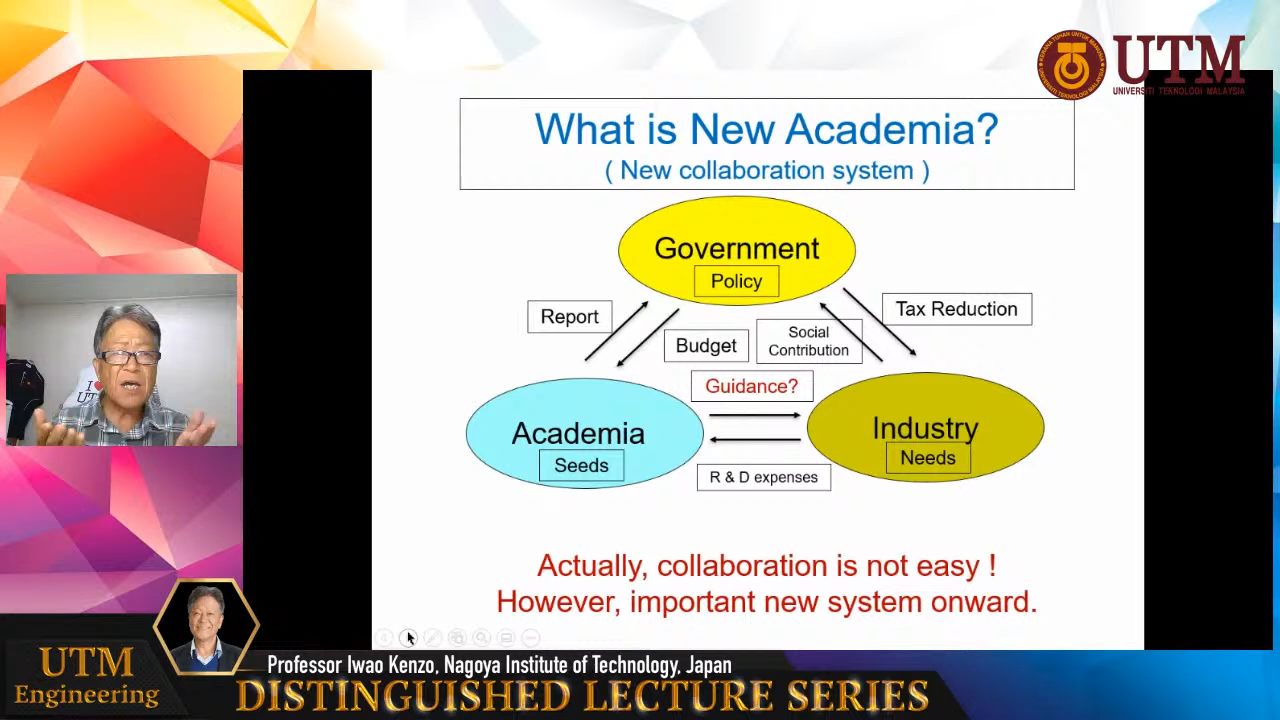 UTM
UNIVERSITI TEKNOLOGI MALAYSIA
What is New Academia?
( New collaboration system )
Government
Policy
Report
Tax Reduction
Budget
Social
Contribution
Guidance?
Academia
Seeds
Industry
Needs
R & D expenses
Actually, collaboration is not easy !
However, important new system onward.
I
UT
UTM
Engineering
Professor Iwao Kenzo, Nagoya Institute of Technology, Japan
DISTINGUISHED LECTURE SERIES